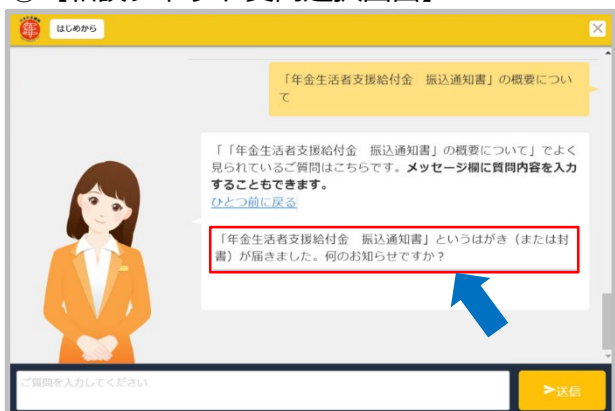 はじめから
「年金生活者支援給付金　振込通知書」の概要につい
て
「「年金生活者支援給付金　振込通知書」の概要について」でよく
見られているご質問はこちらです。メッセージ欄に質問内容を入力
することもできます。
ひとつ前に戻る
「年金生活者支援給付金　振込通知書」というはがき（または封
書）が届きました。何のお知らせですか？
ご質問を入力してください
送信